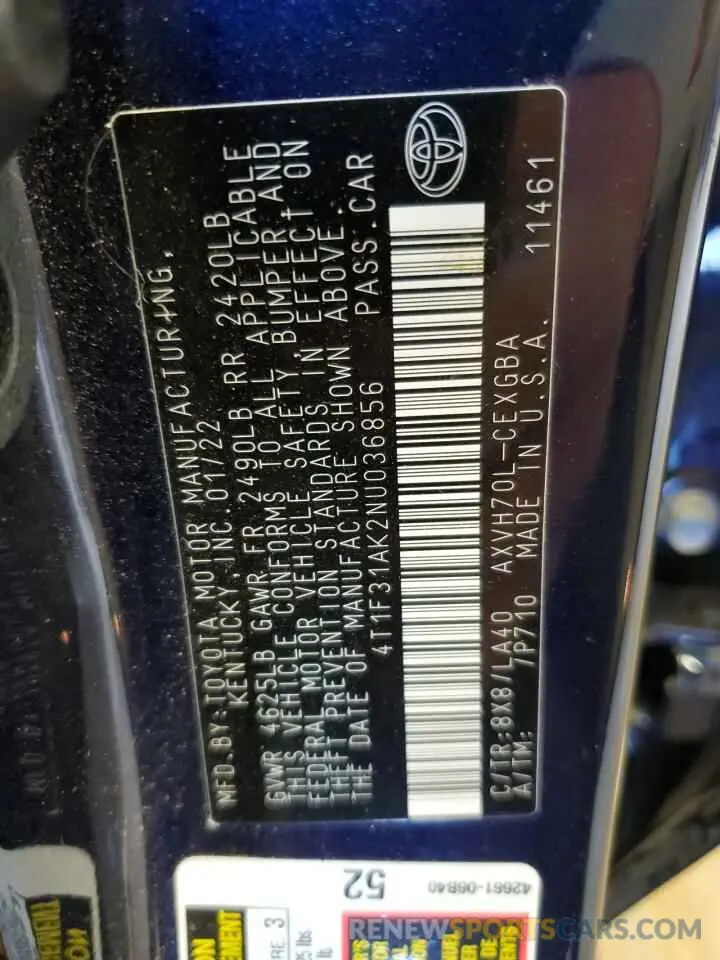 MFD.BY:TOYOTA MOTOR MANUFACTURING,
KENTUCKY,INC.01/22
GVWR 4625LB GAWR FR 2490LB RR 2420LB
THIS VEHICLE CONFORMS TO ALL APPLICABLE
FEDERAL MOTOR VEHICLE SAFETY, BUMPER, AND
THEFT PREVENTION STANDARDS IN EFFECT ON
THE DATE OF MANUFACTURE SHOWN ABOVE.
4T1F31AK2NU036856 PASS.CAR
C/TR:8X8/LA40 AXVH70L-CEXGBA
A/TM: 7P710 MADE IN U.S.A. 11461
52
42661-06B40
RENEWSPORTSCARS.COM